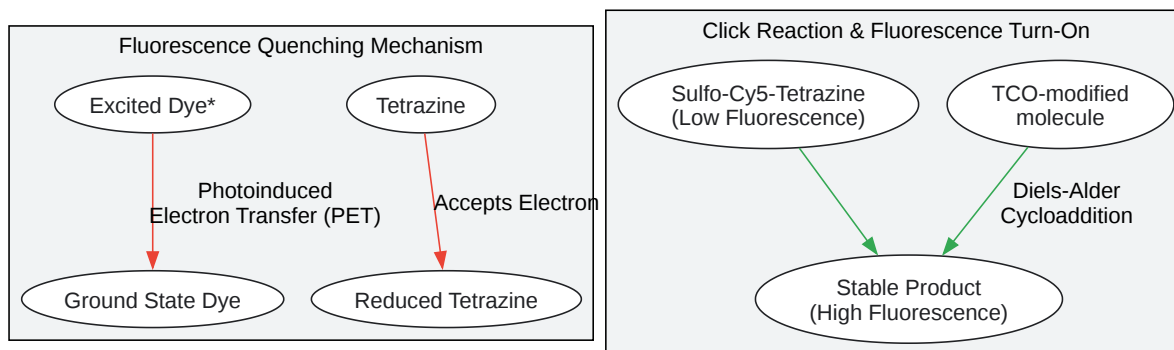 Fluorescence Quenching Mechanism
Excited Dye*
Tetrazine
Photoinduced
Electron Transfer (PET)
Accepts Electron
Ground State Dye
Reduced Tetrazine
Click Reaction & Fluorescence Turn-On
Sulfo-Cy5-Tetrazine
(Low Fluorescence)
TCO-modified
molecule
Diels-Alder
Cycloaddition
Stable Product
(High Fluorescence)